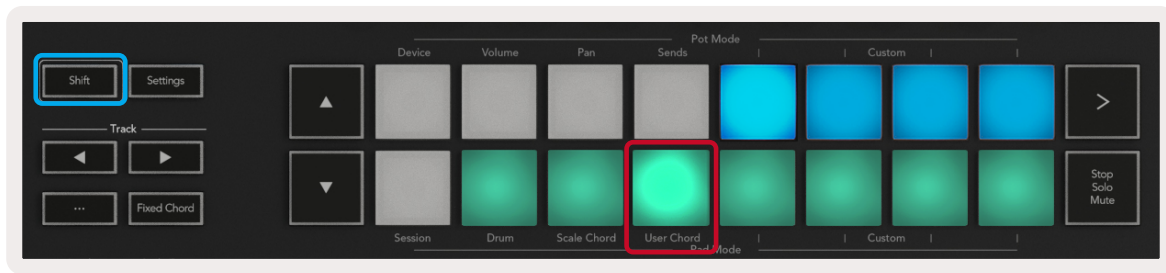 Pot Mode
Device Volume Pan Sends Custom
Shift Settings
Track
... Fixed Chord
Stop
Solo
Mute
Session Drum Scale Chord User Chord Custom
Pad Mode